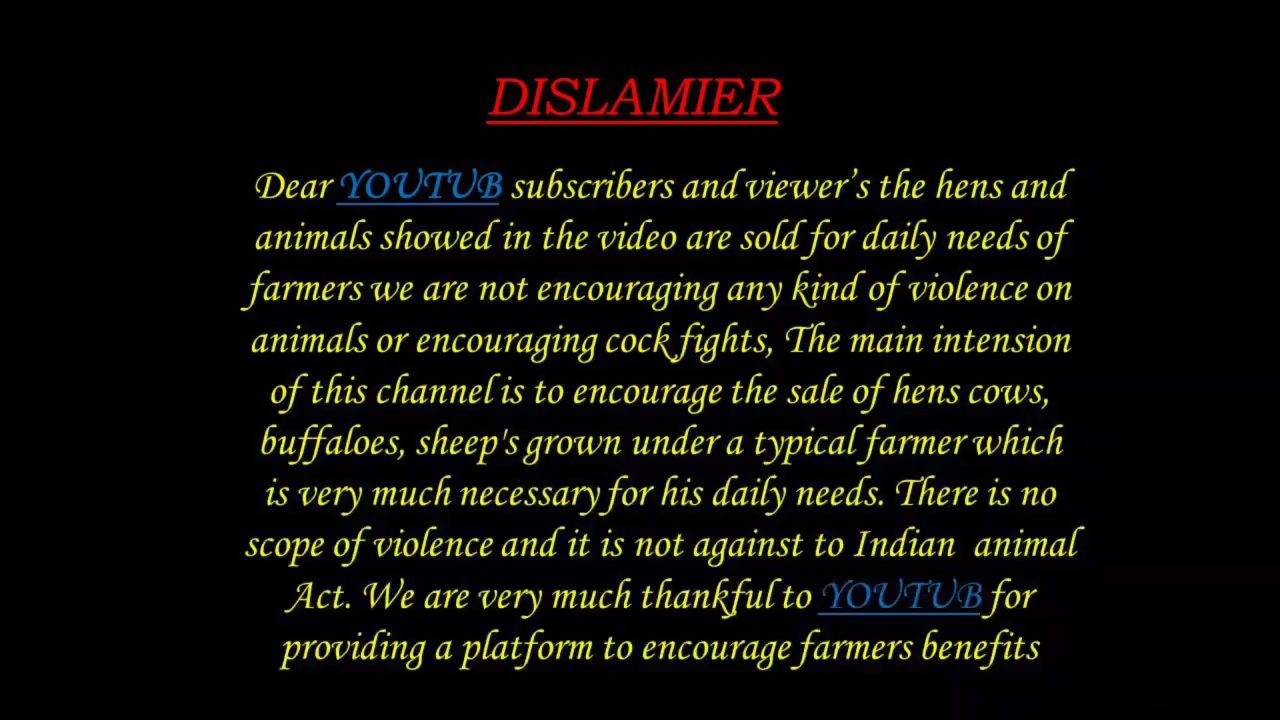 DISLAMIER
Dear YOUTUB subscribers and viewer’s the hens and
animals showed in the video are sold for daily needs of
farmers we are not encouraging any kind of violence on
animals or encouraging cock fights, The main intension
of this channel is to encourage the sale of hens cows,
buffaloes, sheep's grown under a typical farmer which
is very much necessary for his daily needs. There is no
scope of violence and it is not against to Indian animal
Act. We are very much thankful to YOUTUB for
providing a platform to encourage farmers benefits